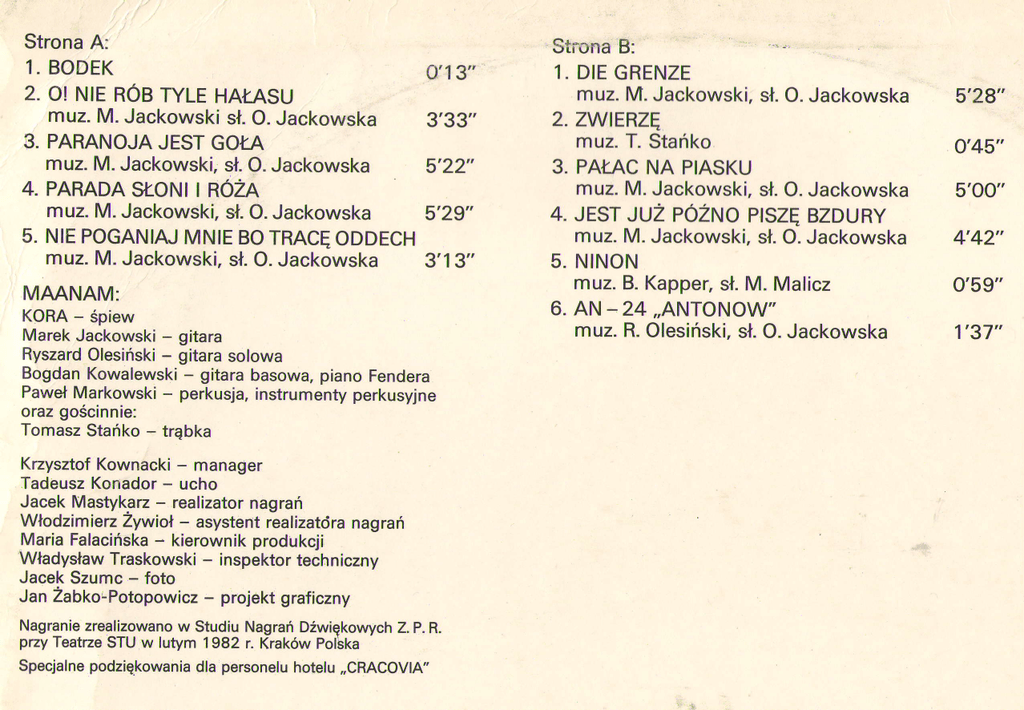 Strona A:
1. BODEK 0'13"
2. O! NIE RÓB TYLE HAŁASU
muz. M. Jackowski sł. O. Jackowska 3'33"
3. PARANOJA JEST GOŁA
muz. M. Jackowski, sł. O. Jackowska 5'22"
4. PARADA SŁONI I RÓŻA
muz. M. Jackowski, sł. O. Jackowska 5'29"
5. NIE POGANIAJ MNIE BO TRACĘ ODDECH
muz. M. Jackowski, sł. O. Jackowska 3'13"
MAANAM:
KORA – śpiew
Marek Jackowski – gitara
Ryszard Olesiński – gitara solowa
Bogdan Kowalewski – gitara basowa, piano Fendera
Paweł Markowski – perkusja, instrumenty perkusyjne
oraz gościnnie:
Tomasz Stańko – trąbka
Krzysztof Kownacki – manager
Tadeusz Konador – ucho
Jacek Mastykarz – realizator nagrań
Włodzimierz Żywioł – asystent realizatora nagrań
Maria Falacińska – kierownik produkcji
Władysław Traskowski – inspektor techniczny
Jacek Szumc – foto
Jan Żabko-Potopowicz – projekt graficzny
Nagranie zrealizowano w Studiu Nagrań Dźwiękowych Z. P. R.
przy Teatrze STU w lutym 1982 r. Kraków Polska
Specjalne podziękowania dla personelu hotelu „CRACOVIA"
Strona B:
1. DIE GRENZE
muz. M. Jackowski, sł. O. Jackowska 5'28"
2. ZWIERZĘ
muz. T. Stańko 0'45"
3. PAŁAC NA PIASKU
muz. M. Jackowski, sł. O. Jackowska 5'00"
4. JEST JUŻ PÓŹNO PISZĘ BZDURY
muz. M. Jackowski, sł. O. Jackowska 4'42"
5. NINON
muz. B. Kapper, sł. M. Malicz 0'59"
6. AN – 24 „ANTONOW"
muz. R. Olesiński, sł. O. Jackowska 1'37"